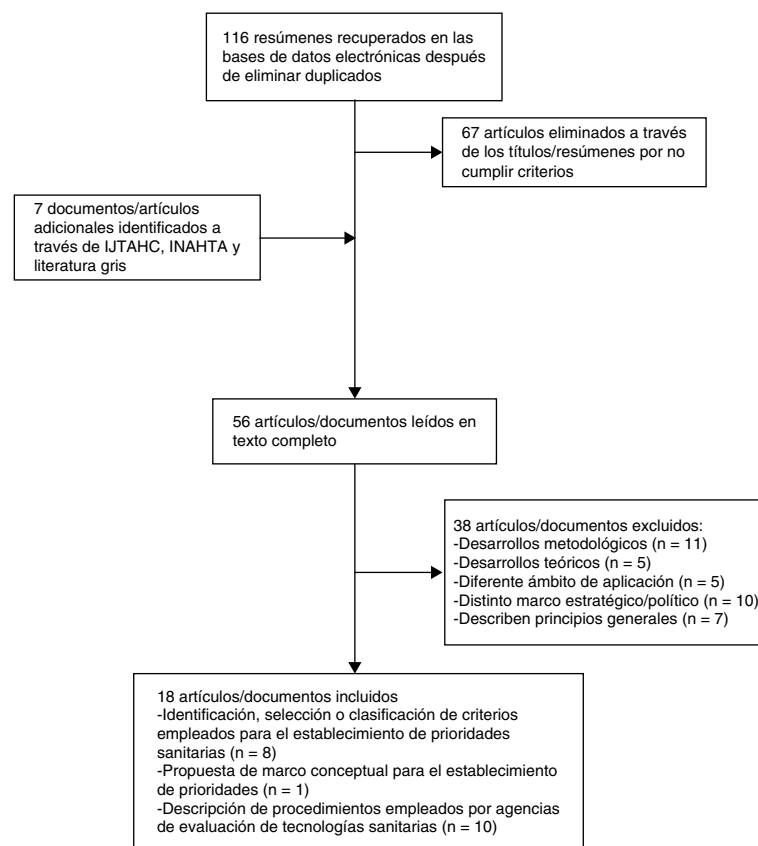 116 resúmenes recuperados en las
bases de datos electrónicas después
de eliminar duplicados
67 artículos eliminados a través
de los títulos/resúmenes por no
cumplir criterios
7 documentos/artículos
adicionales identificados a
través de IJTAHC, INAHTA y
literatura gris
56 artículos/documentos leídos en
texto completo
38 artículos/documentos excluidos:
-Desarrollos metodológicos (n = 11)
-Desarrollos teóricos (n = 5)
-Diferente ámbito de aplicación (n = 5)
-Distinto marco estratégico/político (n = 10)
-Describen principios generales (n = 7)
18 artículos/documentos incluidos
-Identificación, selección o clasificación de criterios
empleados para el establecimiento de prioridades
sanitarias (n = 8)
-Propuesta de marco conceptual para el establecimiento
de prioridades (n = 1)
-Descripción de procedimientos empleados por agencias
de evaluación de tecnologías sanitarias (n = 10)